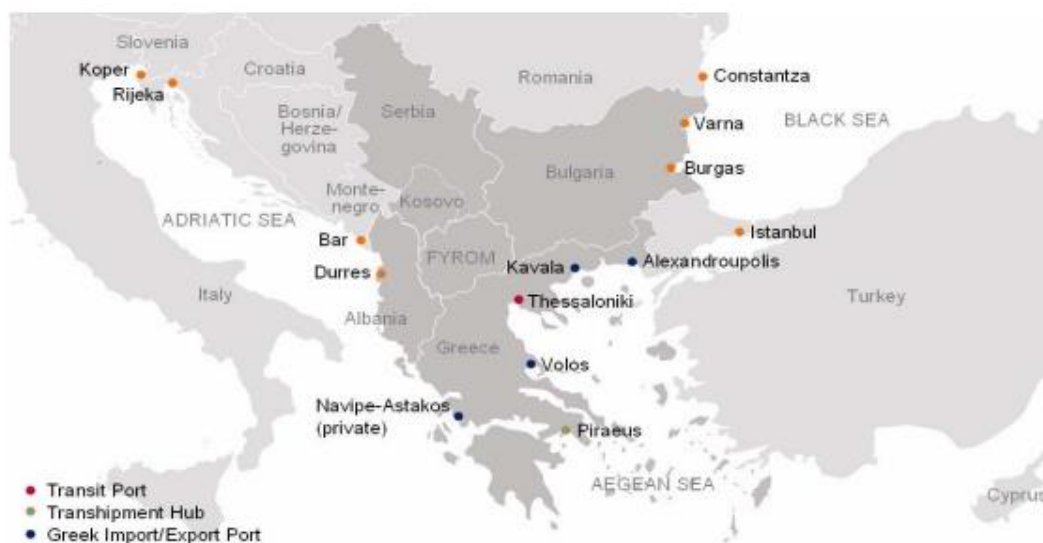 Slovenia
Koper
Rijeka
Croatia
Romania
Constantza
Bosnia/
Herze-
govina
Serbia
Varna
BLACK SEA
Bulgaria
Burgas
Monte-
negro
Kosovo
ADRIATIC SEA
Bar
FYROM
Istanbul
Kavala
Alexandroupolis
Durres
Thessaloniki
Italy
Turkey
Albania
Greece
Volos
Navipe-Astakos
(private)
Piraeus
AEGEAN SEA
Cyprus
Transit Port
Transhipment Hub
Greek Import/Export Port